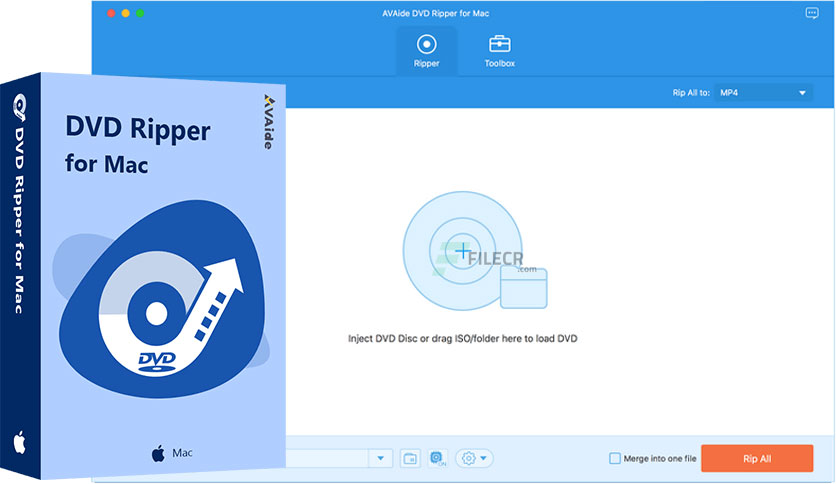 AVAide DVD Ripper for Mac
Ripper
Toolbox
Rip All to:
MP4
AVAide
DVD Ripper
for Mac
DVD Ripper for Mac
DVD
Mac
FILECR
.com
Inject DVD Disc or drag ISO/folder here to load DVD
ON
Merge into one file
Rip All